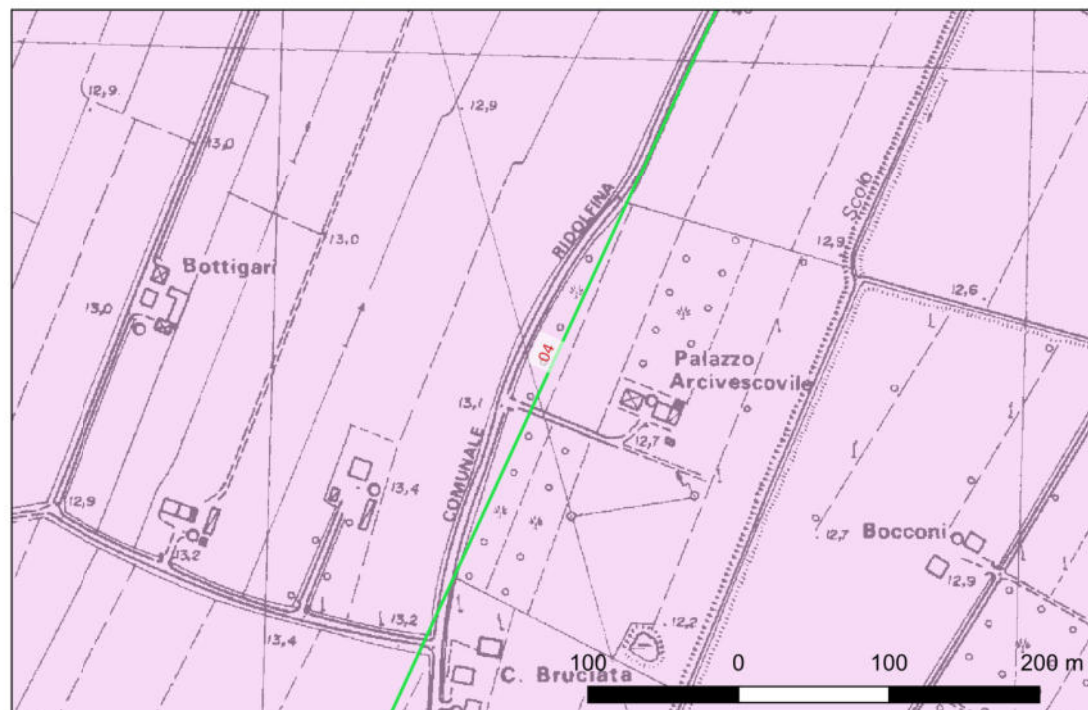 12,9
12,9
13,0
RIDOLFINA
Scolo
13,0
12,9
Bottigari
12,6
13,0
04
Palazzo
Arcivescovile
13,1
12,7
COMUNALE
13,4
12,9
12,7
Bocconi
13,2
12,9
13,2
12,2
13,4
C. Bruciata
100 0 100 200 m